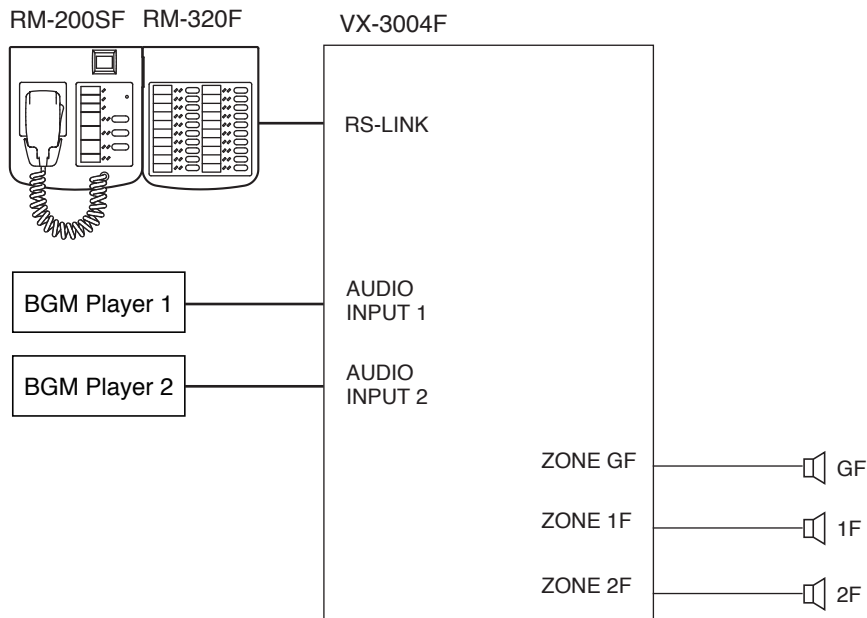 RM-200SF RM-320F
VX-3004F
RS-LINK
BGM Player 1
AUDIO
INPUT 1
BGM Player 2
AUDIO
INPUT 2
ZONE GF
GF
ZONE 1F
1F
ZONE 2F
2F